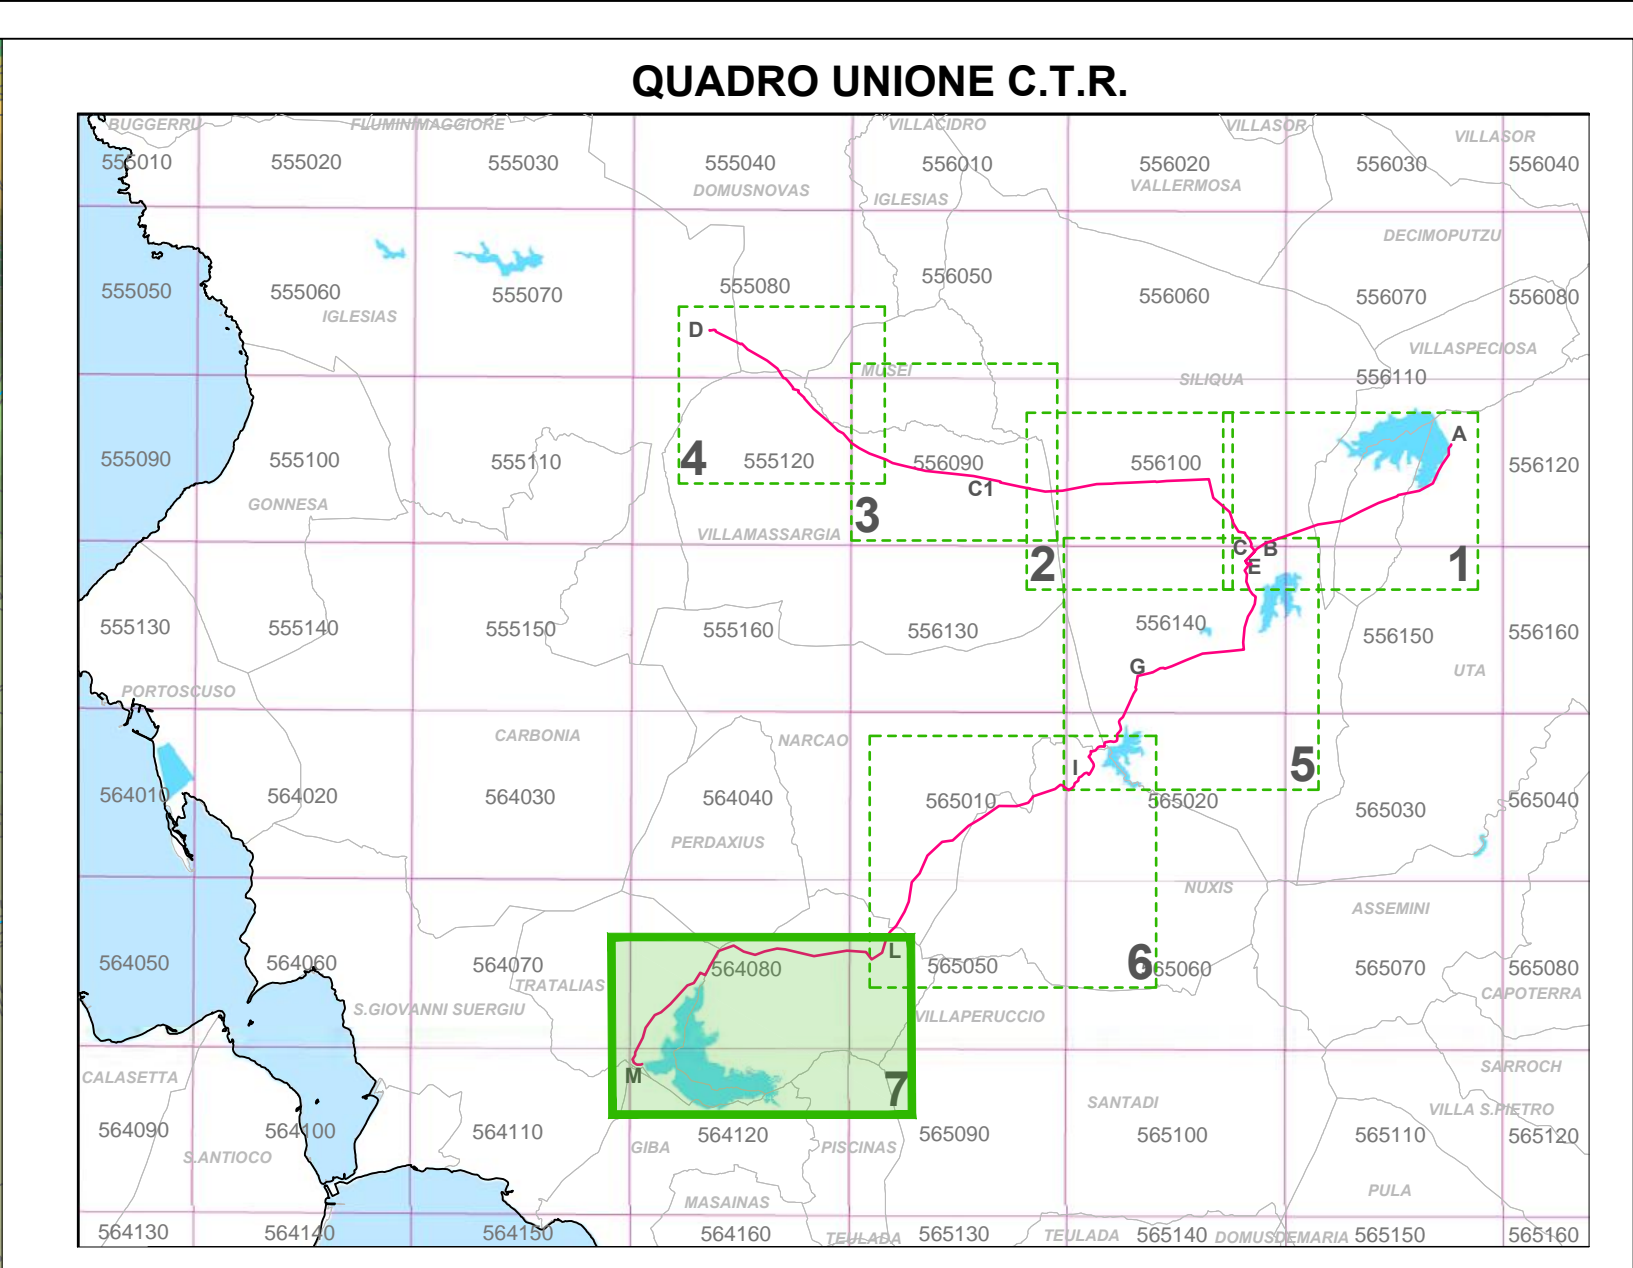 QUADRO UNIONE C.T.R.
BUGGERRU FLUMINIMAGGIORE VILLACIDRO VILLASOR VILLASOR
555010 555020 555030 555040 556010 556020 556030 556040
DOMUSNOVAS IGLESIAS VALLERMOSA
DECIMOPUTZU
555050 555060 555070 555080 556050 556060 556070 556080
IGLESIAS
D
VILLASPECIOSA
MUSEI SILIQUA 556110
A
555090 555100 555110 4 555120 556090 556100 556120
C1
GONNESA 3
VILLAMASSARGIA
C B
2 E 1
555130 555140 555150 555160 556130 556140 556150 556160
G UTA
PORTOSCUSO
CARBONIA NARCAO
I 5
564010 564020 564030 564040 565010 565020 565030 565040
PERDAXIUS
NUXIS
ASSEMINI
L
564050 564060 564070 564080 565050 6 565060 565070 565080
TRATALIAS CAPOTERRA
S.GIOVANNI SUERGIU VILLAPERUCCIO
SARROCH
CALASETTA M 7
SANTADI VILLA S.PIETRO
564090 564100 564110 564120 565090 565100 565110 565120
S.ANTIOCO GIBA PISCINAS
PULA
MASAINAS
564130 564140 564150 564160 TEULADA 565130 TEULADA 565140 DOMUSDEMARIA 565150 565160